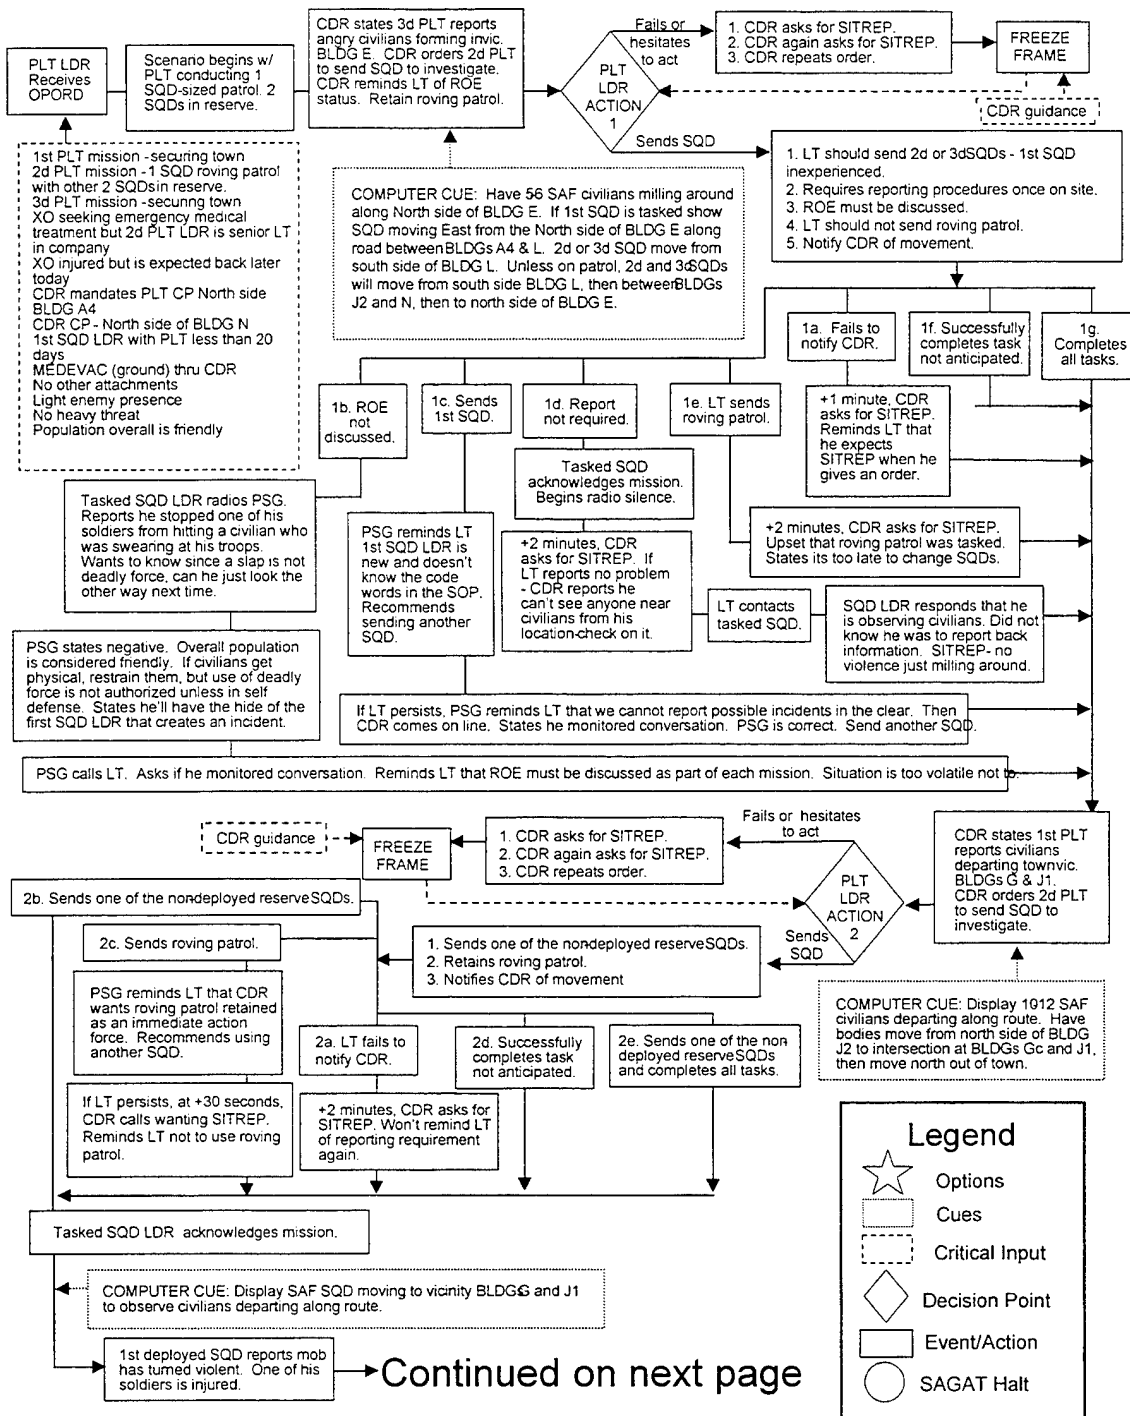 PLT LDR
Receives
OPORD
Scenario begins w/
PLT conducting 1
SQD-sized patrol. 2
SQDs in reserve.
CDR states 3d PLT reports
angry civilians forming invic.
BLDG E. CDR orders 2d PLT
to send SQD to investigate.
CDR reminds LT of ROE
status. Retain roving patrol.
Fails or
hesitates
to act
PLT
LDR
ACTION
1
1. CDR asks for SITREP.
2. CDR again asks for SITREP.
3. CDR repeats order.
FREEZE
FRAME
CDR guidance
Sends SQD
1st PLT mission -securing town
2d PLT mission -1 SQD roving patrol
with other 2 SQDs in reserve.
3d PLT mission -securing town
XO seeking emergency medical
treatment but 2d PLT LDR is senior LT
in company
XO injured but is expected back later
today
CDR mandates PLT CP North side
BLDG A4
CDR CP - North side of BLDG N
1st SQD LDR with PLT less than 20
days
MEDEVAC (ground) thru CDR
No other attachments
Light enemy presence
No heavy threat
Population overall is friendly
COMPUTER CUE: Have 56 SAF civilians milling around
along North side of BLDG E. If 1st SQD is tasked show
SQD moving East from the North side of BLDG E along
road between BLDGs A4 & L. 2d or 3d SQD move from
south side of BLDG L. Unless on patrol, 2d and 3d SQDs
will move from south side BLDG L, then between BLDGs
J2 and N, then to north side of BLDG E.
1. LT should send 2d or 3d SQDs - 1st SQD
inexperienced.
2. Requires reporting procedures once on site.
3. ROE must be discussed.
4. LT should not send roving patrol.
5. Notify CDR of movement.
1a. Fails to
notify CDR.
1f. Successfully
completes task
not anticipated.
1g.
Completes
all tasks.
1b. ROE
not
discussed.
1c. Sends
1st SQD.
1d. Report
not required.
1e. LT sends
roving patrol.
+1 minute, CDR
asks for SITREP.
Reminds LT that
he expects
SITREP when he
gives an order.
Tasked SQD
acknowledges mission.
Begins radio silence.
Tasked SQD LDR radios PSG.
Reports he stopped one of his
soldiers from hitting a civilian who
was swearing at his troops.
Wants to know since a slap is not
deadly force, can he just look the
other way next time.
PSG reminds LT
1st SQD LDR is
new and doesn't
know the code
words in the SOP.
Recommends
sending another
SQD.
+2 minutes, CDR
asks for SITREP. If
LT reports no problem
- CDR reports he
can't see anyone near
civilians from his
location-check on it.
+2 minutes, CDR asks for SITREP.
Upset that roving patrol was tasked.
States its too late to change SQDs.
LT contacts
tasked SQD.
SQD LDR responds that he
is observing civilians. Did not
know he was to report back
information. SITREP- no
violence just milling around.
PSG states negative. Overall population
is considered friendly. If civilians get
physical, restrain them, but use of deadly
force is not authorized unless in self
defense. States he'll have the hide of the
first SQD LDR that creates an incident.
If LT persists, PSG reminds LT that we cannot report possible incidents in the clear. Then
CDR comes on line. States he monitored conversation. PSG is correct. Send another SQD.
PSG calls LT. Asks if he monitored conversation. Reminds LT that ROE must be discussed as part of each mission. Situation is too volatile not to.
CDR guidance
FREEZE
FRAME
1. CDR asks for SITREP.
2. CDR again asks for SITREP.
3. CDR repeats order.
Fails or hesitates
to act
PLT
LDR
ACTION
2
CDR states 1st PLT
reports civilians
departing townvic.
BLDGs G & J1.
CDR orders 2d PLT
to send SQD to
investigate.
2b. Sends one of the nondeployed reserve SQDs.
2c. Sends roving patrol.
1. Sends one of the nondeployed reserve SQDs.
2. Retains roving patrol.
3. Notifies CDR of movement
Sends
SQD
PSG reminds LT that CDR
wants roving patrol retained
as an immediate action
force. Recommends using
another SQD.
2a. LT fails to
notify CDR.
2d. Successfully
completes task
not anticipated.
2e. Sends one of the non
deployed reserve SQDs
and completes all tasks.
COMPUTER CUE: Display 1012 SAF
civilians departing along route. Have
bodies move from north side of BLDG
J2 to intersection at BLDGs Gc and J1,
then move north out of town.
If LT persists, at +30 seconds,
CDR calls wanting SITREP.
Reminds LT not to use roving
patrol.
+2 minutes, CDR asks for
SITREP. Won't remind LT
of reporting requirement
again.
Tasked SQD LDR acknowledges mission.
COMPUTER CUE: Display SAF SQD moving to vicinity BLDGsG and J1
to observe civilians departing along route.
1st deployed SQD reports mob
has turned violent. One of his
soldiers is injured.
Continued on next page
Legend
Options
Cues
Critical Input
Decision Point
Event/Action
SAGAT Halt